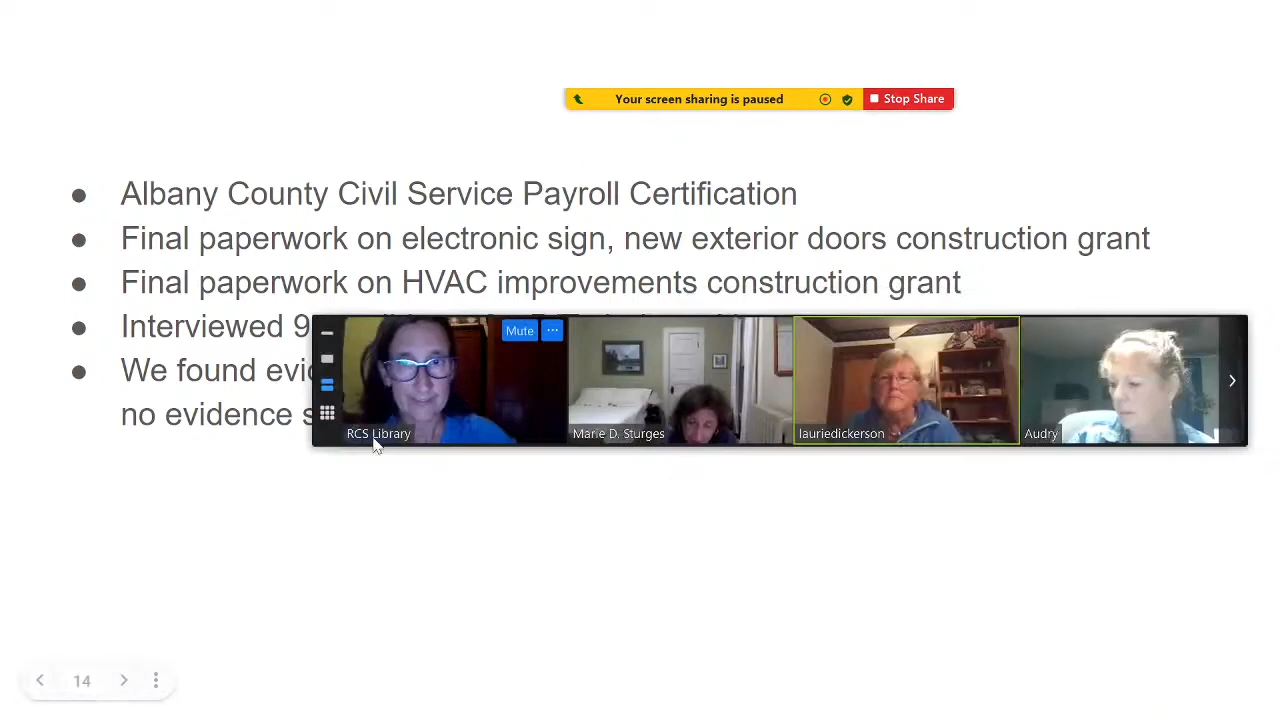 Your screen sharing is paused
Stop Share
● Albany County Civil Service Payroll Certification
● Final paperwork on electronic sign, new exterior doors construction grant
● Final paperwork on HVAC improvements construction grant
● Interviewed 9
Mute ...
● We found
no evidence
RCS Library
Marie D. Sturges
lauriedickerson
Audry
14